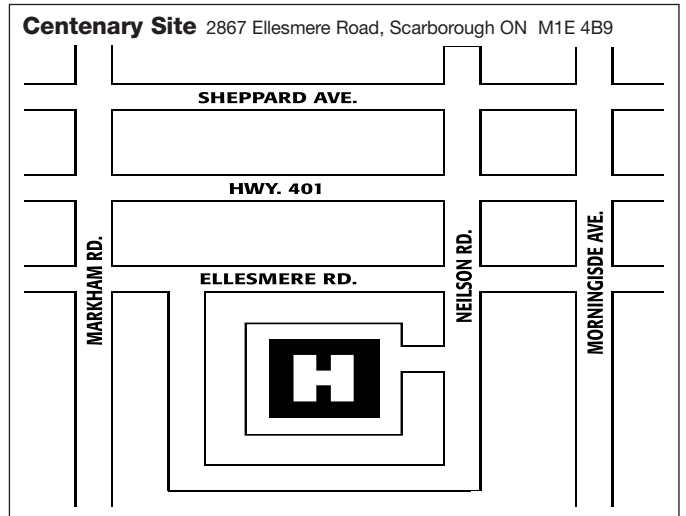 Centenary Site 2867 Ellesmere Road, Scarborough ON M1E 4B9
SHEPPARD AVE.
HWY. 401
ELLESMERE RD.
MARKHAM RD.
NEILSON RD.
MORNINGISDE AVE.
H